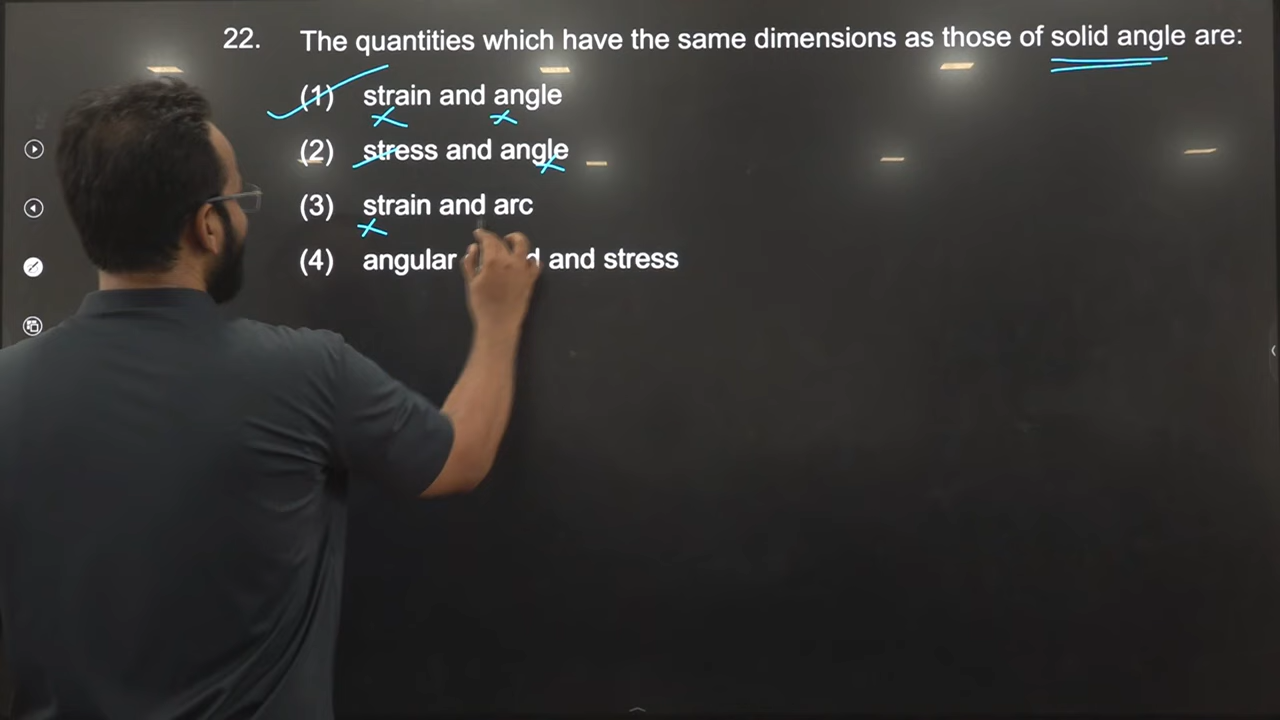 22. The quantities which have the same dimensions as those of solid angle are:
(1) strain and angle
(2) stress and angle
(3) strain and arc
(4) angular and stress